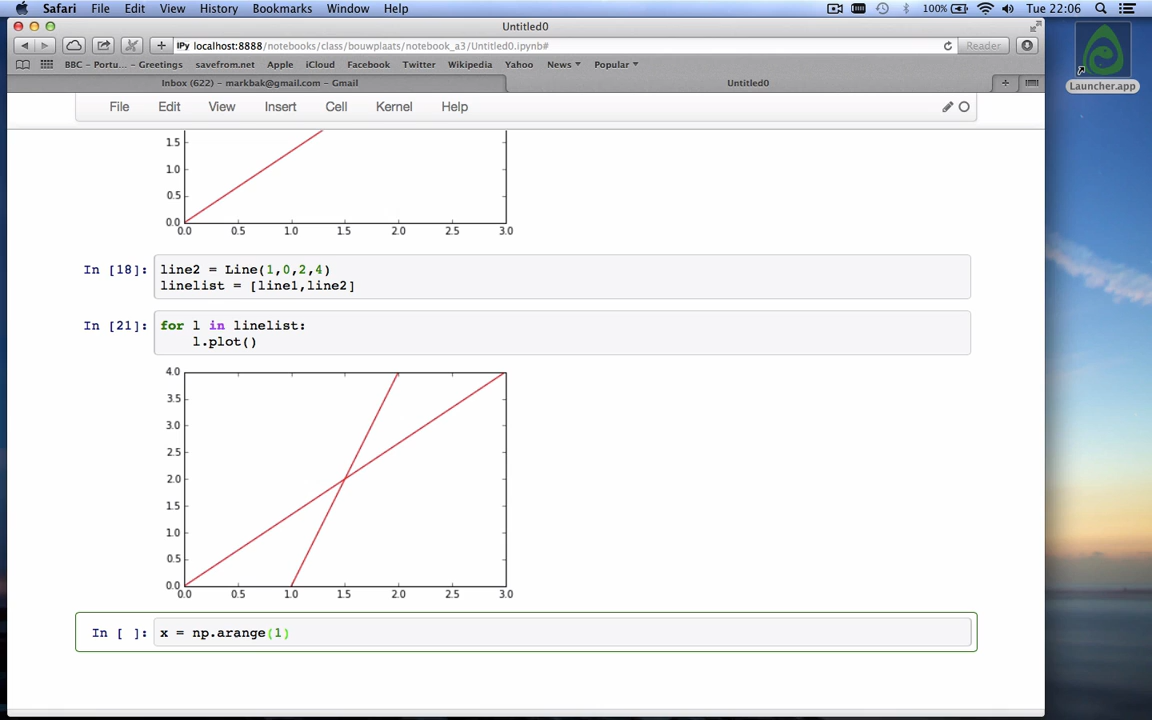 Safari File Edit View History Bookmarks Window Help 100% Tue 22:06
Untitled0
IPy localhost:8888/notebooks/class/bouwplaats/notebook_a3/Untitled0.ipynb# Reader
BBC – Portu... – Greetings savefrom.net Apple iCloud Facebook Twitter Wikipedia Yahoo News Popular
Inbox (622) – markbak@gmail.com – Gmail Untitled0
Launcher.app
File Edit View Insert Cell Kernel Help
1.5
1.0
0.5
0.0
0.0 0.5 1.0 1.5 2.0 2.5 3.0
In [18]: line2 = Line(1,0,2,4)
linelist = [line1,line2]
In [21]: for l in linelist:
l.plot()
4.0
3.5
3.0
2.5
2.0
1.5
1.0
0.5
0.0
0.0 0.5 1.0 1.5 2.0 2.5 3.0
In [ ]: x = np.arange(1)